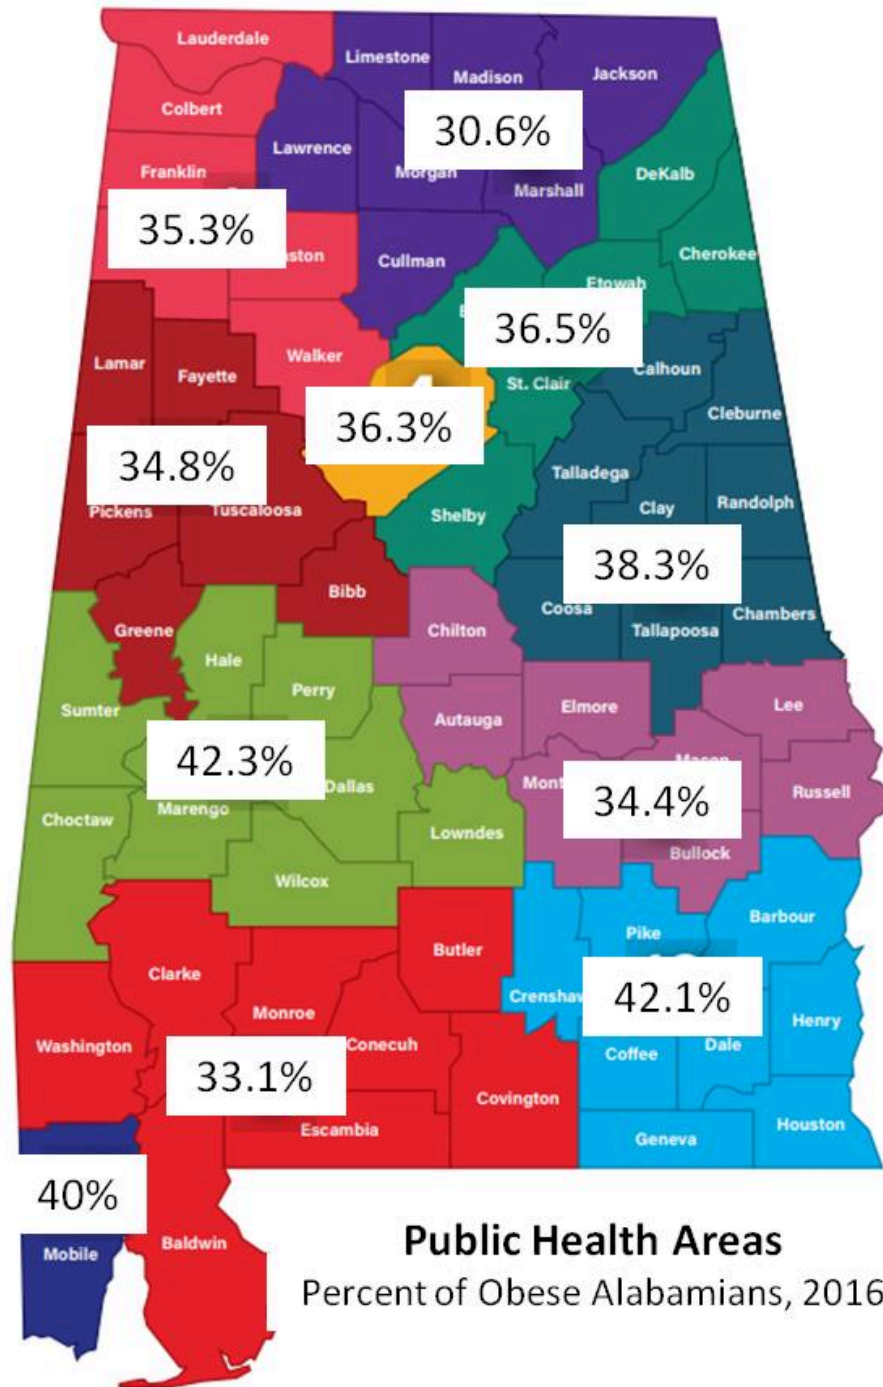 Lauderdale
Limestone
Madison
Jackson
Colbert
Lawrence
30.6%
Franklin
Morgan
Marshall
DeKalb
35.3%
Cullman
Cherokee
Etowah
36.5%
Lamar
Fayette
Walker
St. Clair
Calhoun
Cleburne
36.3%
34.8%
Pickens
Tuscaloosa
Talladega
Clay
Randolph
Shelby
38.3%
Bibb
Coosa
Chambers
Greene
Chilton
Tallapoosa
Hale
Perry
Sumter
Autauga
Elmore
Lee
42.3%
Dallas
34.4%
Russell
Choctaw
Marengo
Lowndes
Bullock
Wilcox
Barbour
Pike
Butler
Clarke
Crenshaw
42.1%
Monroe
Henry
Washington
Conecuh
Coffee
Dale
33.1%
Covington
Escambia
Geneva
Houston
40%
Mobile
Baldwin
Public Health Areas
Percent of Obese Alabamians, 2016